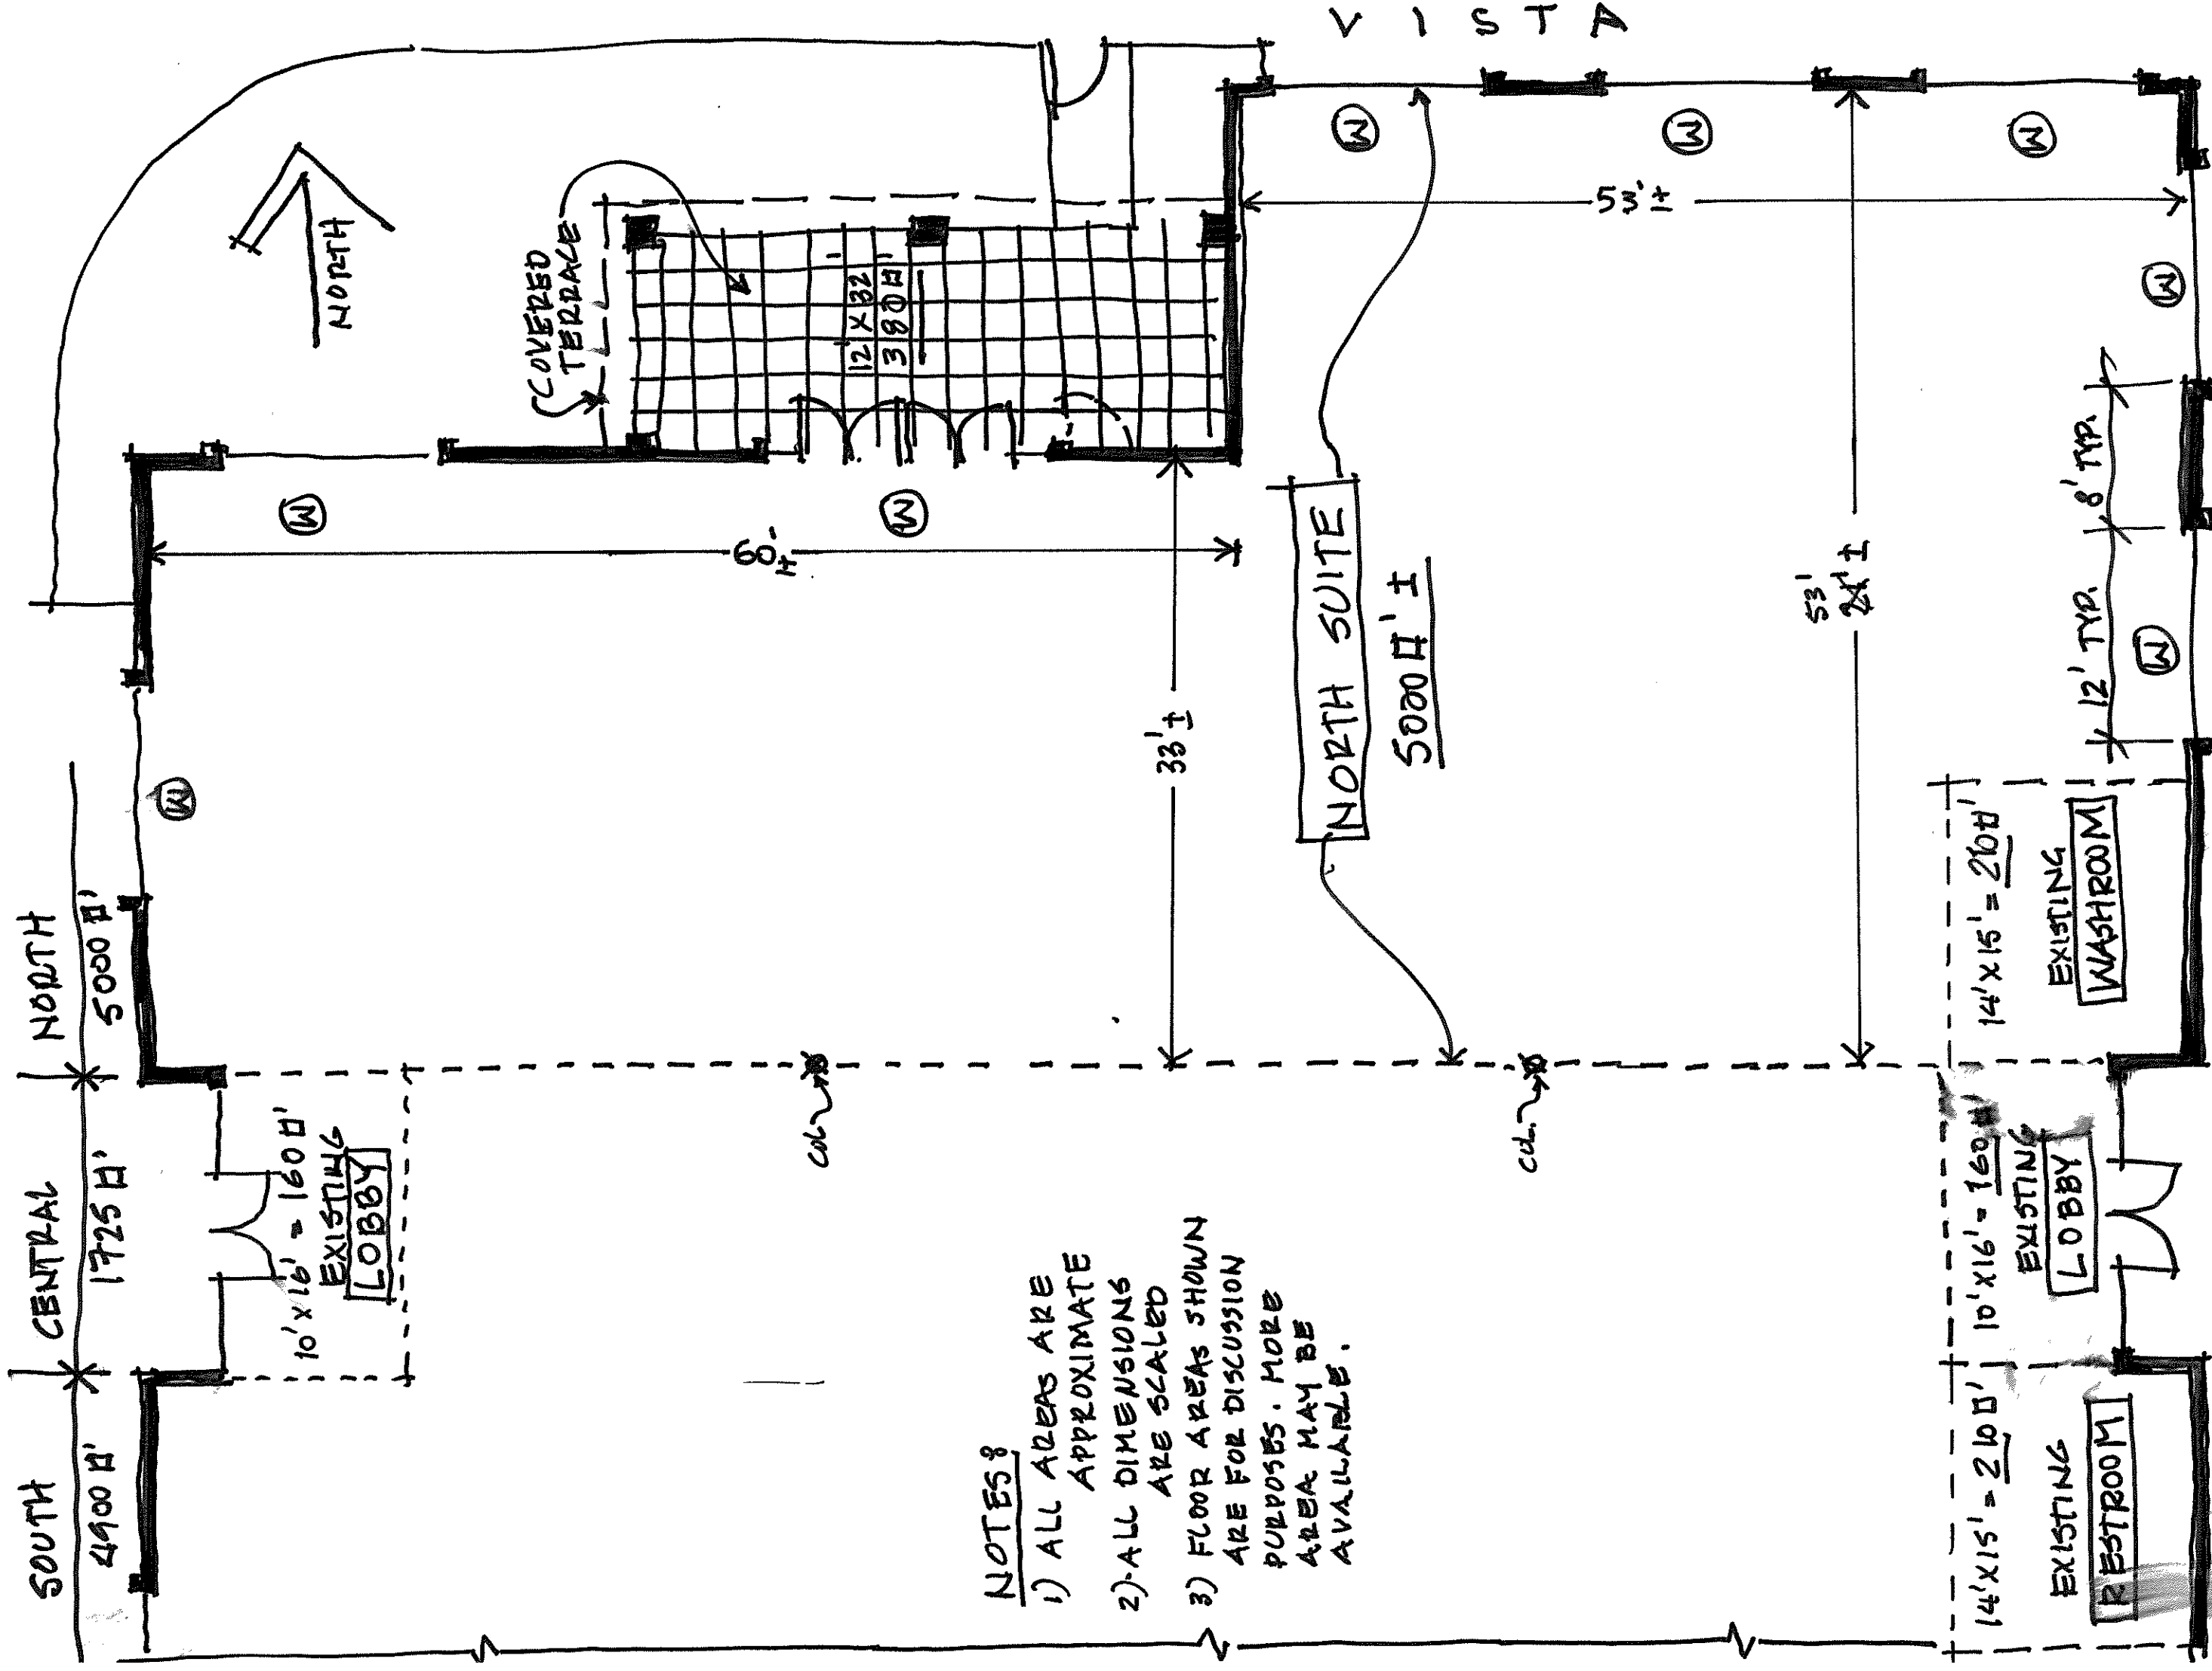 VISTA
NORTH
COVERED
TERRACE
12' X 32'
380 □'
53' ±
60' ±
33' ±
53'
8' TYP.
12' TYP.
NORTH SUITE
5000 □' ±
SOUTH
4900 □'
CENTRAL
1725 □'
NORTH
5000 □'
10' X 16' = 160 □'
EXISTING
LOBBY
COL.
COL.
14' X 15' = 210 □'
EXISTING
WASHROOM
10' X 16' = 160 □'
EXISTING
LOBBY
14' X 15' = 210 □'
EXISTING
RESTROOM
NOTES:
1) ALL AREAS ARE
APPROXIMATE
2) ALL DIMENSIONS
ARE SCALED
3) FLOOR AREAS SHOWN
ARE FOR DISCUSSION
PURPOSES. MORE
AREA MAY BE
AVAILABLE.
M
M
M
M
M
M
M
M